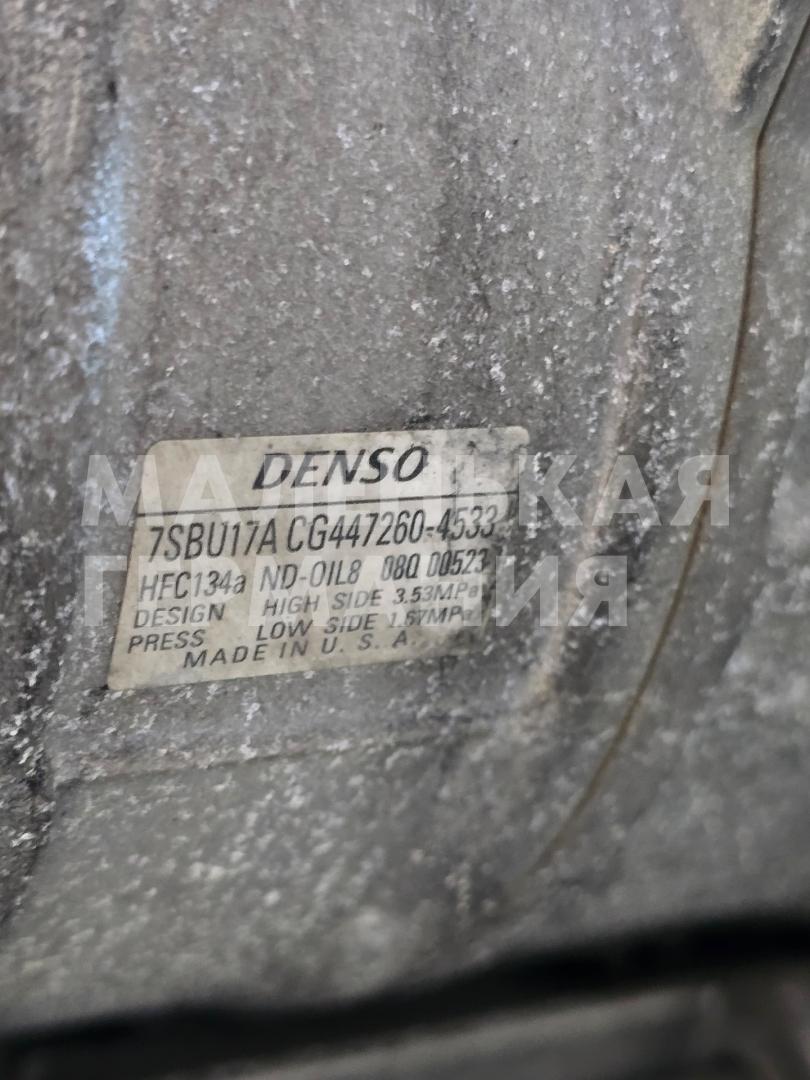 DENSO
7SBU17A CG447260-4533
HFC134a ND-OIL8 08Q 00523
DESIGN HIGH SIDE 3.53MPa
PRESS LOW SIDE 1.67MPa
MADE IN U. S. A.
МАЛЕНЬКАЯ
ГРУЗИЯ